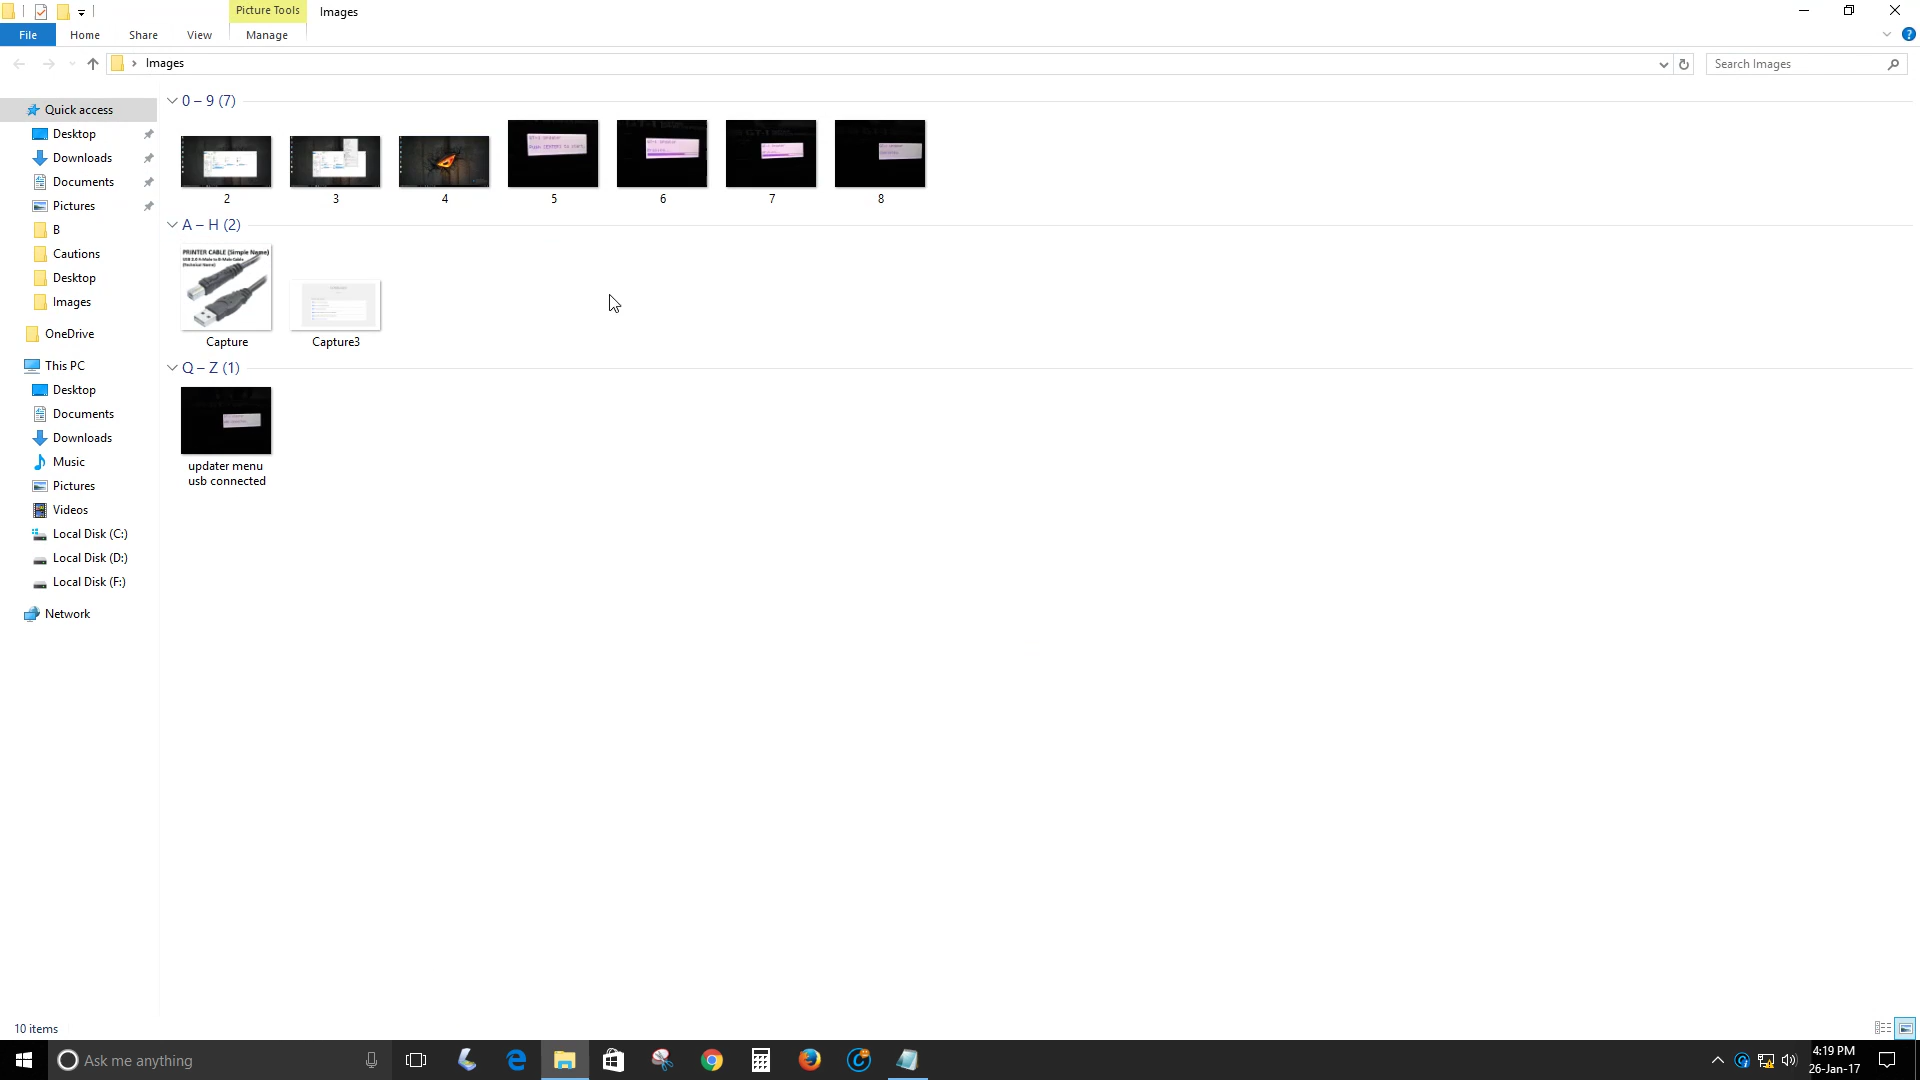 Picture Tools
Images
File
Home
Share
View
Manage
Images
Search Images
Quick access
Desktop
Downloads
Documents
Pictures
B
Cautions
Desktop
Images
OneDrive
This PC
Desktop
Documents
Downloads
Music
Pictures
Videos
Local Disk (C:)
Local Disk (D:)
Local Disk (F:)
Network
0 – 9 (7)
2
3
4
5
6
7
8
A – H (2)
PRINTER CABLE (Simple Name)
Capture
Capture3
Q – Z (1)
updater menu
usb connected
10 items
Ask me anything
4:19 PM
26-Jan-17